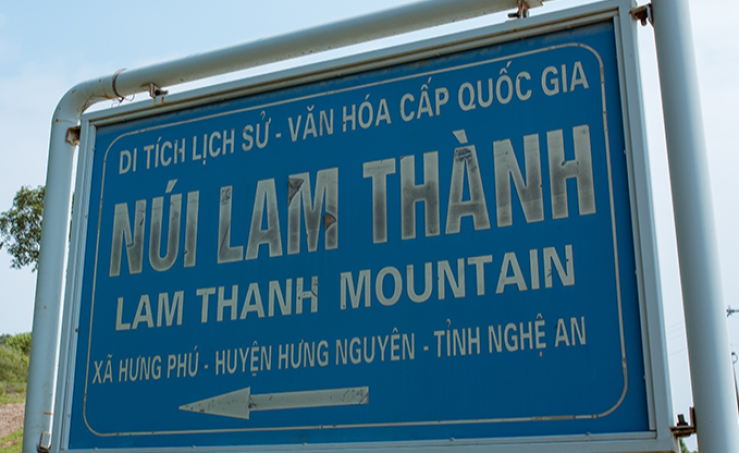 DI TÍCH LỊCH SỬ - VĂN HÓA CẤP QUỐC GIA
NÚI LAM THÀNH
LAM THANH MOUNTAIN
XÃ HƯNG PHÚ - HUYỆN HƯNG NGUYÊN - TỈNH NGHỆ AN